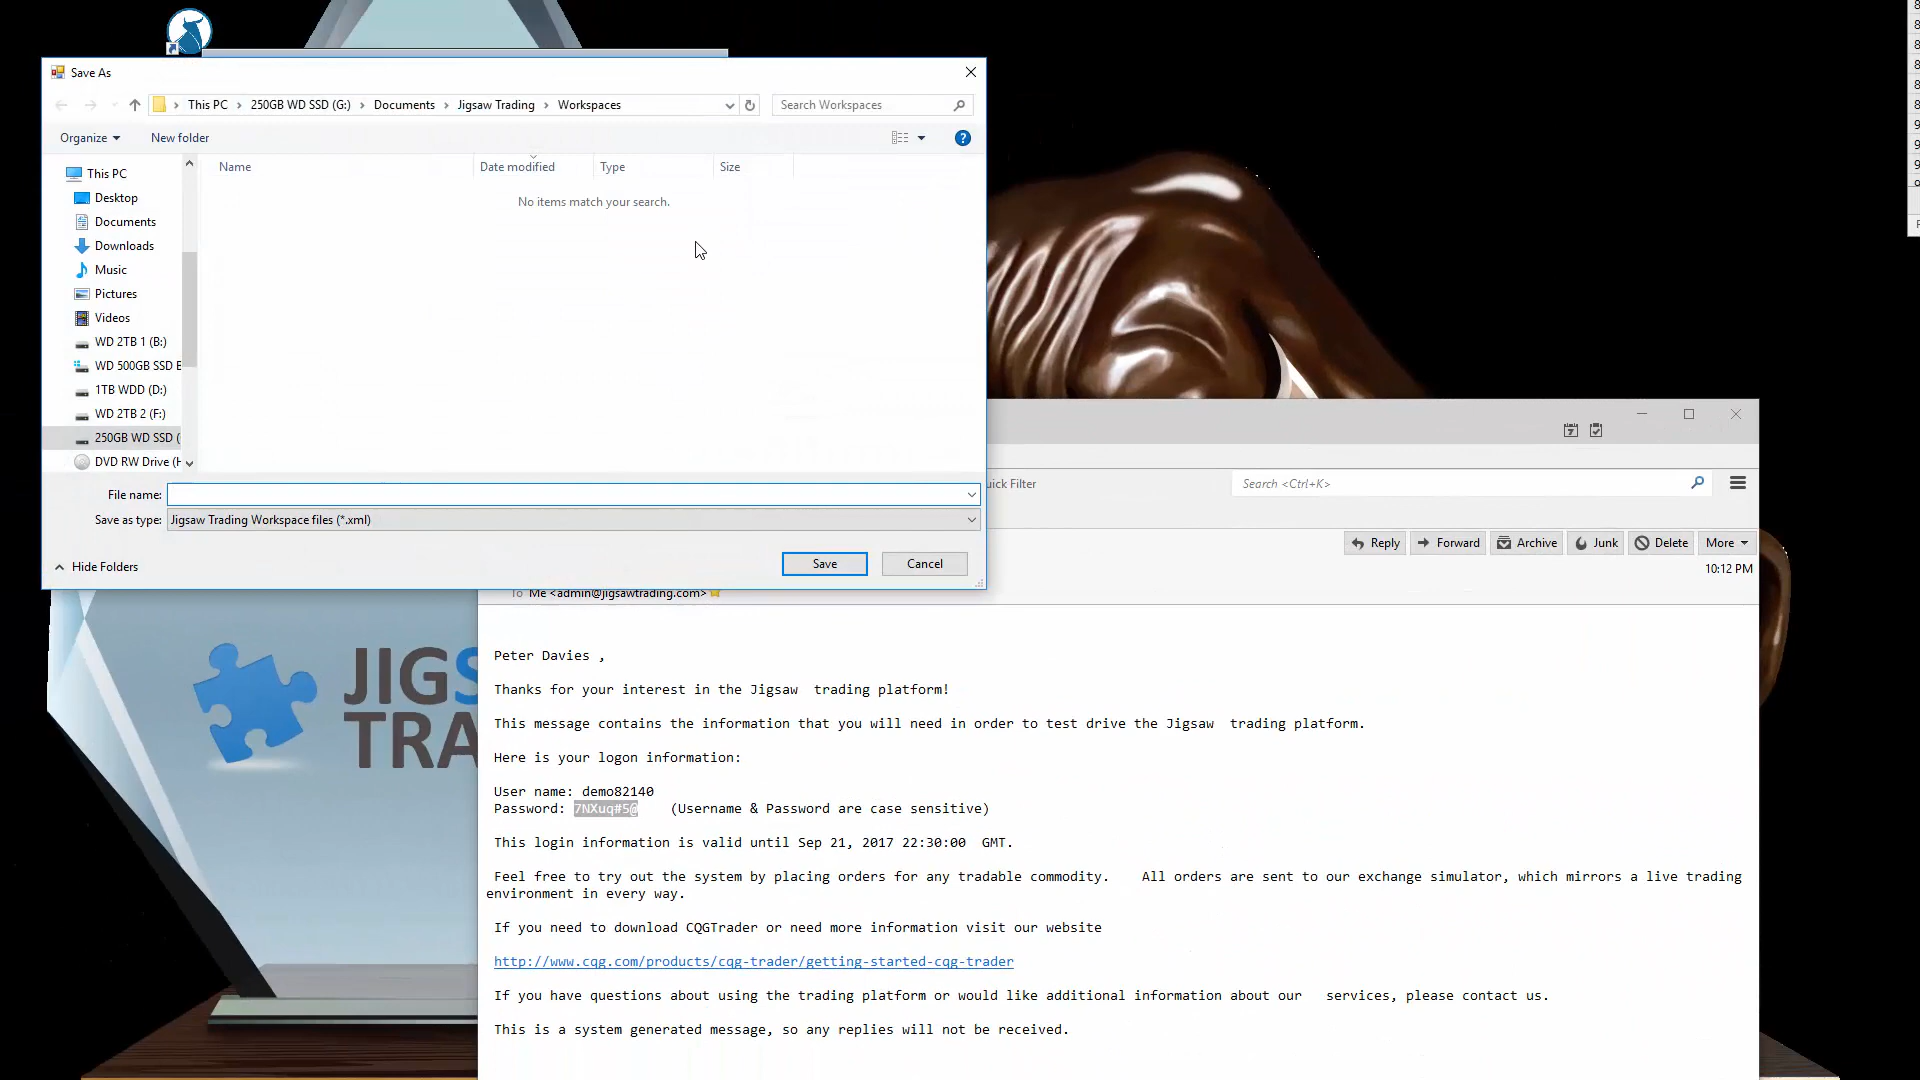 Save As
This PC > 250GB WD SSD (G:) > Documents > Jigsaw Trading > Workspaces
Search Workspaces
Organize
New folder
Name
Date modified
Type
Size
No items match your search.
This PC
Desktop
Documents
Downloads
Music
Pictures
Videos
WD 2TB 1 (B:)
WD 500GB SSD E
1TB WDD (D:)
WD 2TB 2 (F:)
250GB WD SSD (
DVD RW Drive (H
File name:
Save as type: Jigsaw Trading Workspace files (*.xml)
Hide Folders
Save
Cancel
uick Filter
Search <Ctrl+K>
Reply
Forward
Archive
Junk
Delete
More
10:12 PM
To Me <admin@jigsawtrading.com>
JIGS
TRA
Peter Davies ,
Thanks for your interest in the Jigsaw trading platform!
This message contains the information that you will need in order to test drive the Jigsaw trading platform.
Here is your logon information:
User name: demo82140
Password: 7NXuq#5@ (Username & Password are case sensitive)
This login information is valid until Sep 21, 2017 22:30:00 GMT.
Feel free to try out the system by placing orders for any tradable commodity. All orders are sent to our exchange simulator, which mirrors a live trading
environment in every way.
If you need to download CQGTrader or need more information visit our website
http://www.cqg.com/products/cqg-trader/getting-started-cqg-trader
If you have questions about using the trading platform or would like additional information about our services, please contact us.
This is a system generated message, so any replies will not be received.